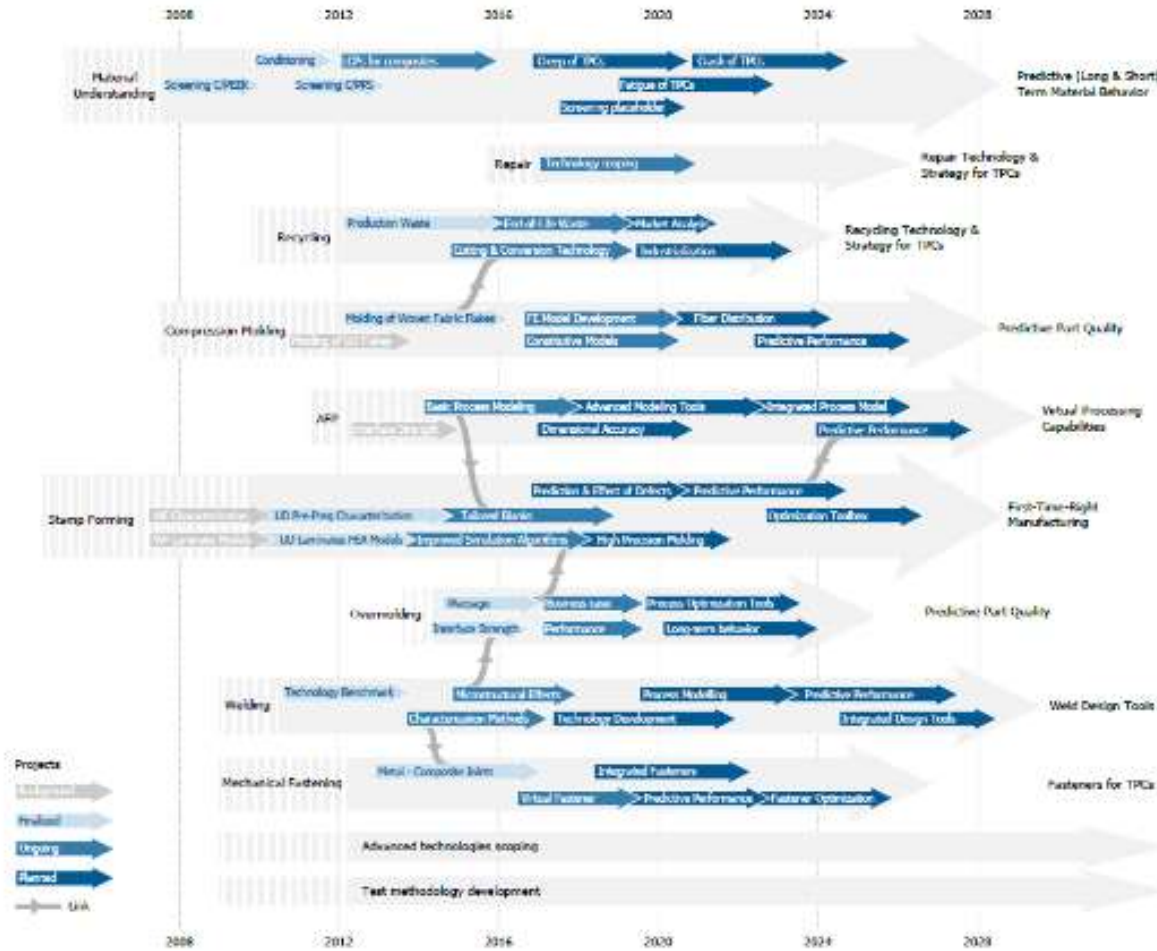 2008 2012 2016 2020 2024 2028
Conditioning
Creep of TPCs
Crash of TPCs
Material
Understanding
Screening C/PEEK
Screening C/PPS
Fatigue of TPCs
Screening placeholder
Predictive (Long & Short)
Term Material Behavior
Repair
Technology scoping
Repair Technology &
Strategy for TPCs
Recycling
Production Waste
End of Life Waste
Market Analysis
Cutting & Conversion Technology
Industrialization
Recycling Technology &
Strategy for TPCs
Compression Molding
Molding of Woven Fabric Flakes
FE Model Development
Fiber Distribution
Constitutive Models
Predictive Performance
Predictive Part Quality
AFP
Basic Process Modeling
Advanced Modeling Tools
Integrated Process Model
Dimensional Accuracy
Predictive Performance
Virtual Processing
Capabilities
Stamp Forming
Prediction & Effect of Defects
Predictive Performance
UD Pre-Preg Characterization
Tailored Blanks
Optimization Toolbox
UD Laminates FEA Models
Improved Simulation Algorithms
High Precision Molding
First-Time-Right
Manufacturing
Overmolding
Business Case
Process Optimization Tools
Interface Strength
Performance
Long-term behavior
Predictive Part Quality
Welding
Technology Benchmark
Microstructural Effects
Process Modelling
Predictive Performance
Characterization Methods
Technology Development
Integrated Design Tools
Weld Design Tools
Mechanical Fastening
Metal - Composite Joints
Integrated Fasteners
Virtual Fastener
Predictive Performance
Fastener Optimization
Fasteners for TPCs
Advanced technologies scoping
Test methodology development
Projects
Finalized
Ongoing
Planned
Link
2008 2012 2016 2020 2024 2028